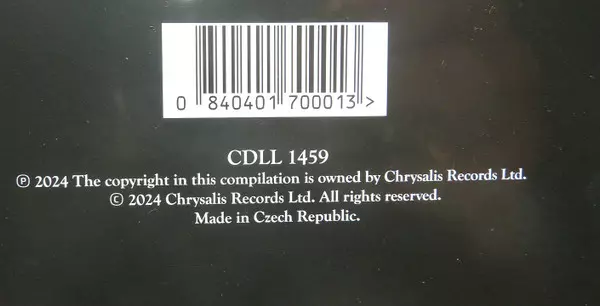 0 840401 700013 >
CDLL 1459
℗ 2024 The copyright in this compilation is owned by Chrysalis Records Ltd.
© 2024 Chrysalis Records Ltd. All rights reserved.
Made in Czech Republic.